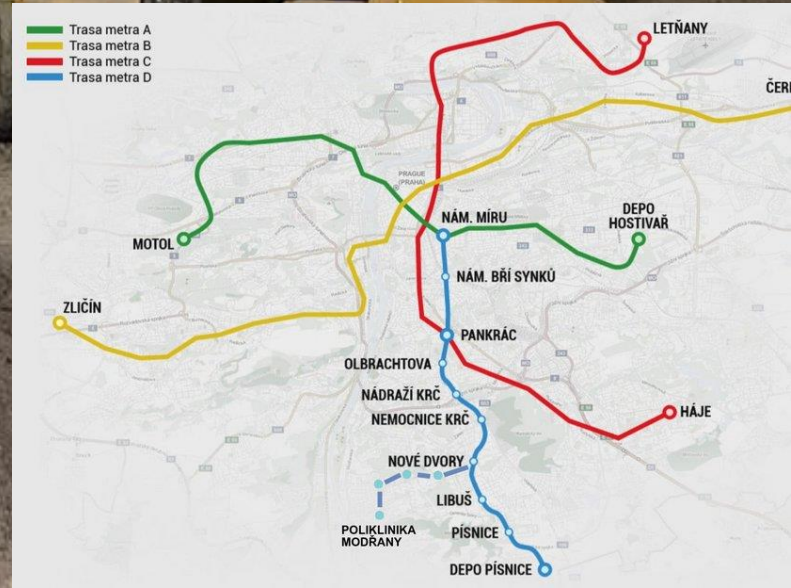 Trasa metra A
Trasa metra B
Trasa metra C
Trasa metra D
LETŇANY
PRAGUE
(PRAHA)
NÁM. MÍRU
DEPO
HOSTIVAŘ
MOTOL
NÁM. BŘÍ SYNKŮ
ZLIČÍN
PANKRÁC
OLBRACHTOVA
NÁDRAŽÍ KRČ
NEMOCNICE KRČ
HÁJE
NOVÉ DVORY
LIBUŠ
POLIKLINIKA
MODŘANY
PÍSNICE
DEPO PÍSNICE